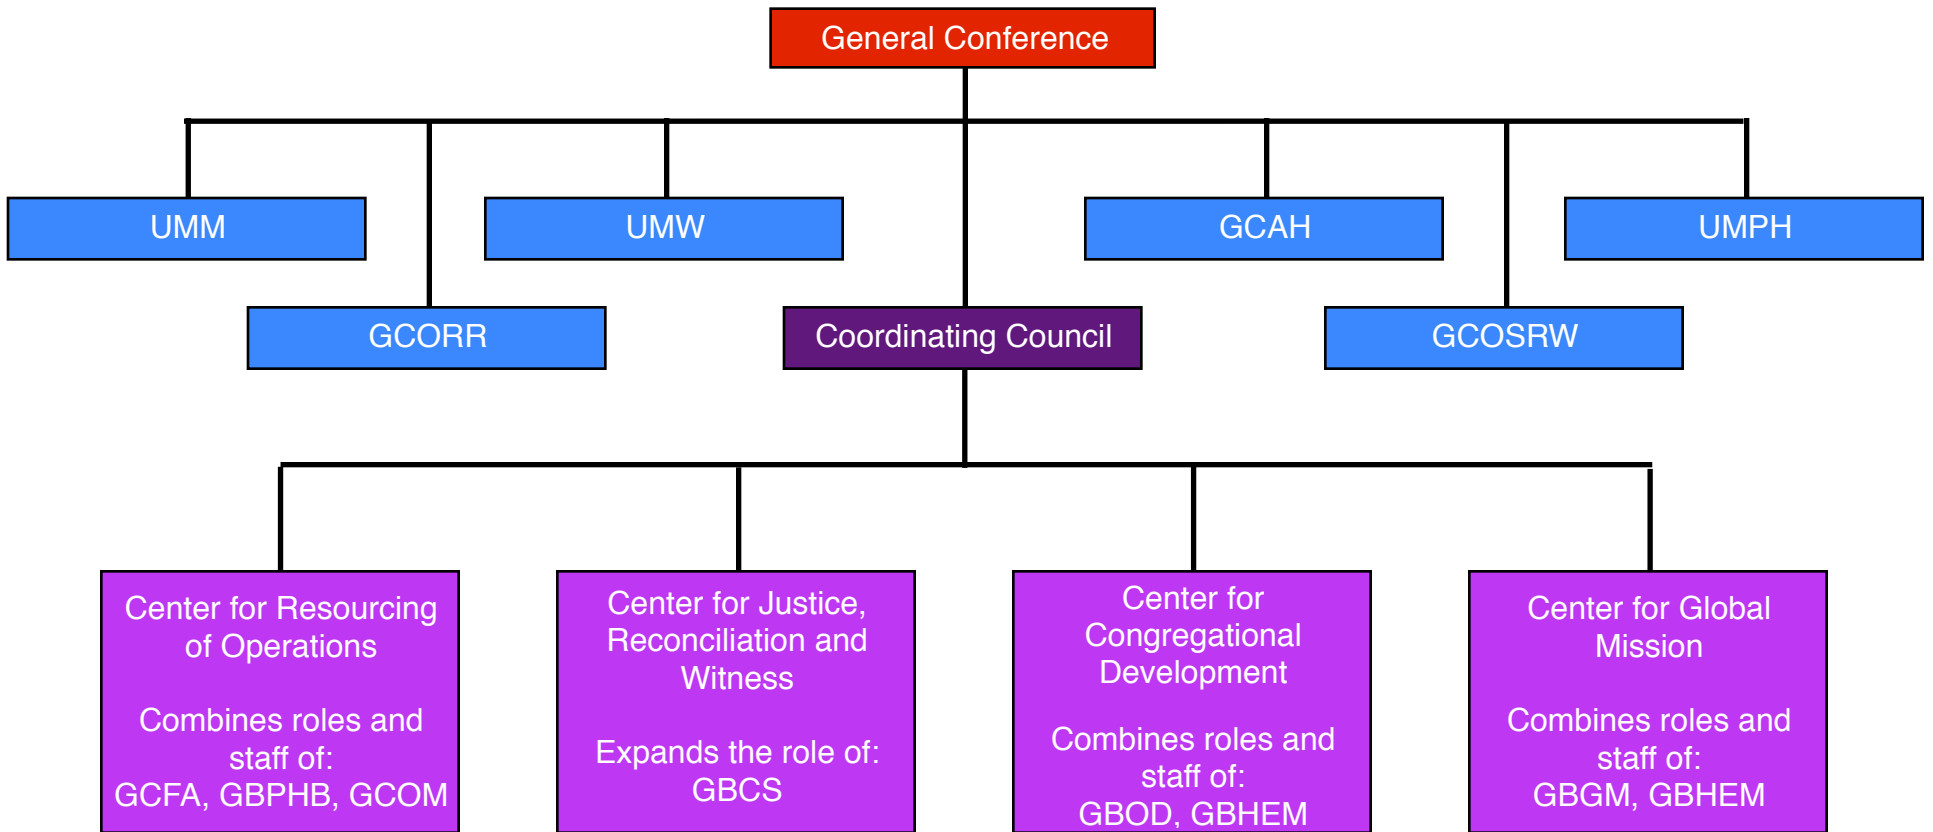 General Conference
UMM
UMW
GCAH
UMPH
GCORR
Coordinating Council
GCOSRW
Center for Resourcing
of Operations
Combines roles and
staff of:
GCFA, GBPHB, GCOM
Center for Justice,
Reconciliation and
Witness
Expands the role of:
GBCS
Center for
Congregational
Development
Combines roles and
staff of:
GBOD, GBHEM
Center for Global
Mission
Combines roles and
staff of:
GBGM, GBHEM